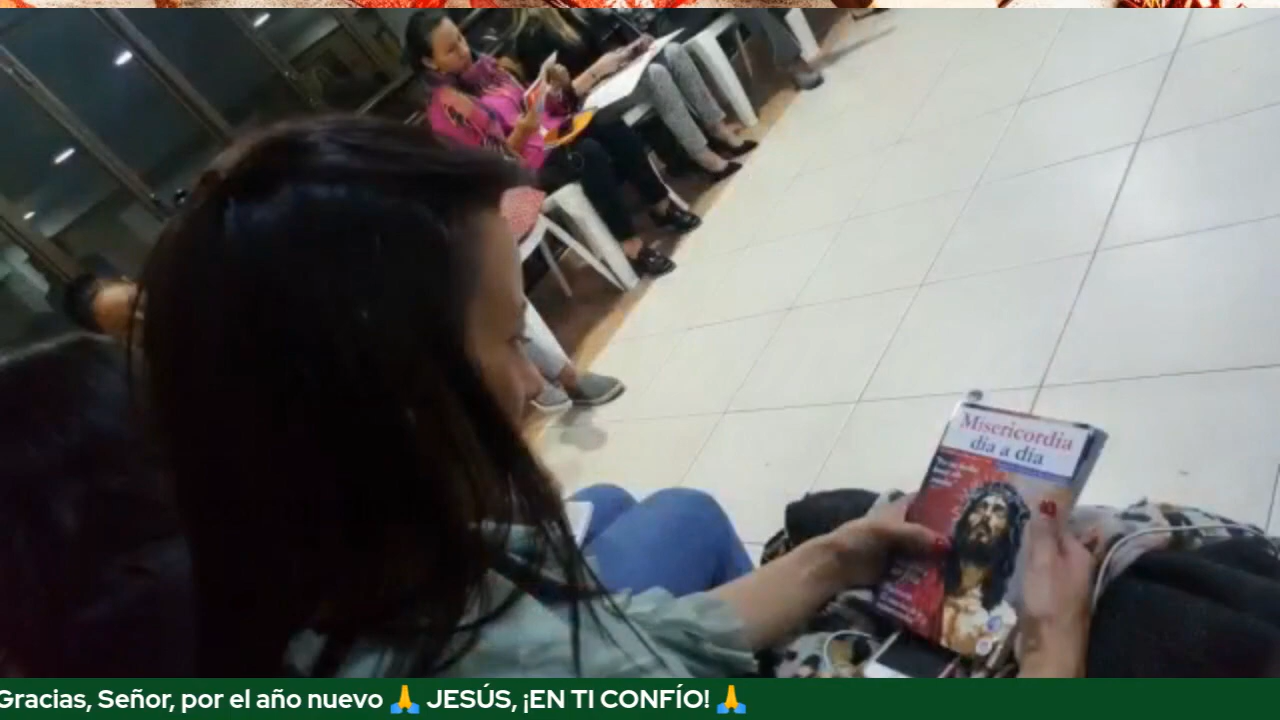 Misericordia
día a día
Gracias, Señor, por el año nuevo 🙏 JESÚS, ¡EN TI CONFÍO! 🙏